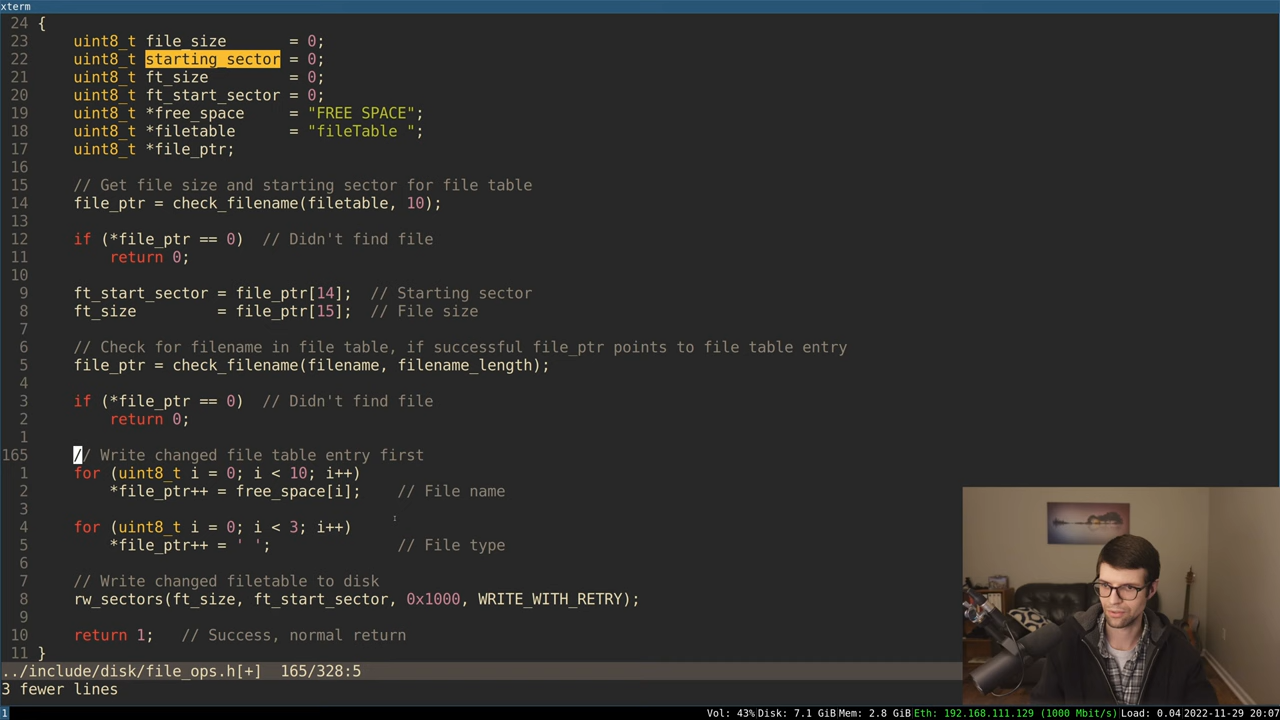 xterm
24 {
23 uint8_t file_size = 0;
22 uint8_t starting_sector = 0;
21 uint8_t ft_size = 0;
20 uint8_t ft_start_sector = 0;
19 uint8_t *free_space = "FREE SPACE";
18 uint8_t *filetable = "fileTable ";
17 uint8_t *file_ptr;
16
15 // Get file size and starting sector for file table
14 file_ptr = check_filename(filetable, 10);
13
12 if (*file_ptr == 0) // Didn't find file
11 return 0;
10
9 ft_start_sector = file_ptr[14]; // Starting sector
8 ft_size = file_ptr[15]; // File size
7
6 // Check for filename in file table, if successful file_ptr points to file table entry
5 file_ptr = check_filename(filename, filename_length);
4
3 if (*file_ptr == 0) // Didn't find file
2 return 0;
1
165 // Write changed file table entry first
1 for (uint8_t i = 0; i < 10; i++)
2 *file_ptr++ = free_space[i]; // File name
3
4 for (uint8_t i = 0; i < 3; i++)
5 *file_ptr++ = ' '; // File type
6
7 // Write changed filetable to disk
8 rw_sectors(ft_size, ft_start_sector, 0x1000, WRITE_WITH_RETRY);
9
10 return 1; // Success, normal return
11 }
../include/disk/file_ops.h[+] 165/328:5
3 fewer lines
1 Vol: 43% Disk: 7.1 GiB Mem: 2.8 GiB Eth: 192.168.111.129 (1000 Mbit/s) Load: 0.04 2022-11-29 20:07